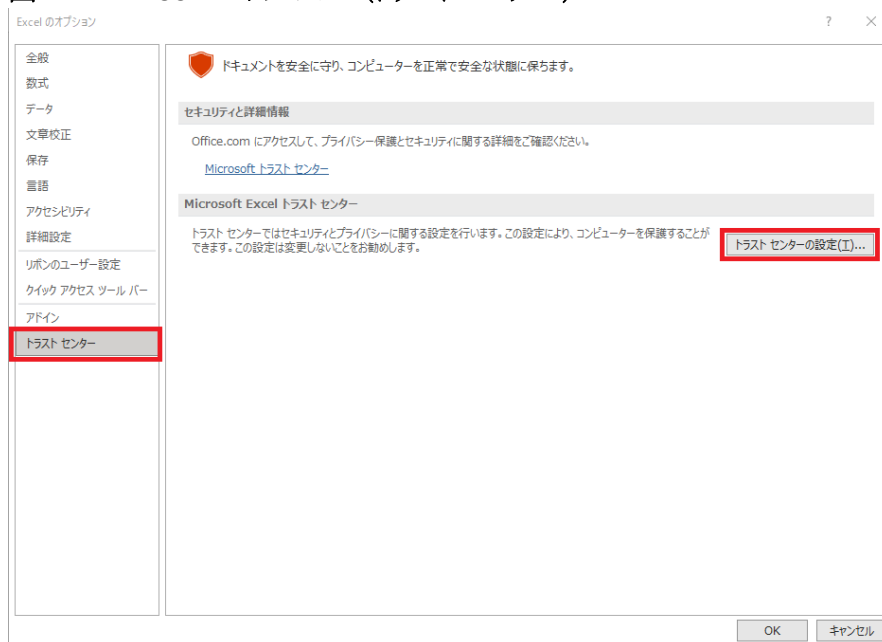 Excel のオプション
?
×
全般
数式
データ
文章校正
保存
言語
アクセシビリティ
詳細設定
リボンのユーザー設定
クイック アクセス ツール バー
アドイン
トラスト センター
ドキュメントを安全に守り、コンピューターを正常で安全な状態に保ちます。
セキュリティと詳細情報
Office.com にアクセスして、プライバシー保護とセキュリティに関する詳細をご確認ください。
Microsoft トラスト センター
Microsoft Excel トラスト センター
トラスト センターではセキュリティとプライバシーに関する設定を行います。この設定により、コンピューターを保護することが
できます。この設定は変更しないことをお勧めします。
トラスト センターの設定(T)...
OK
キャンセル